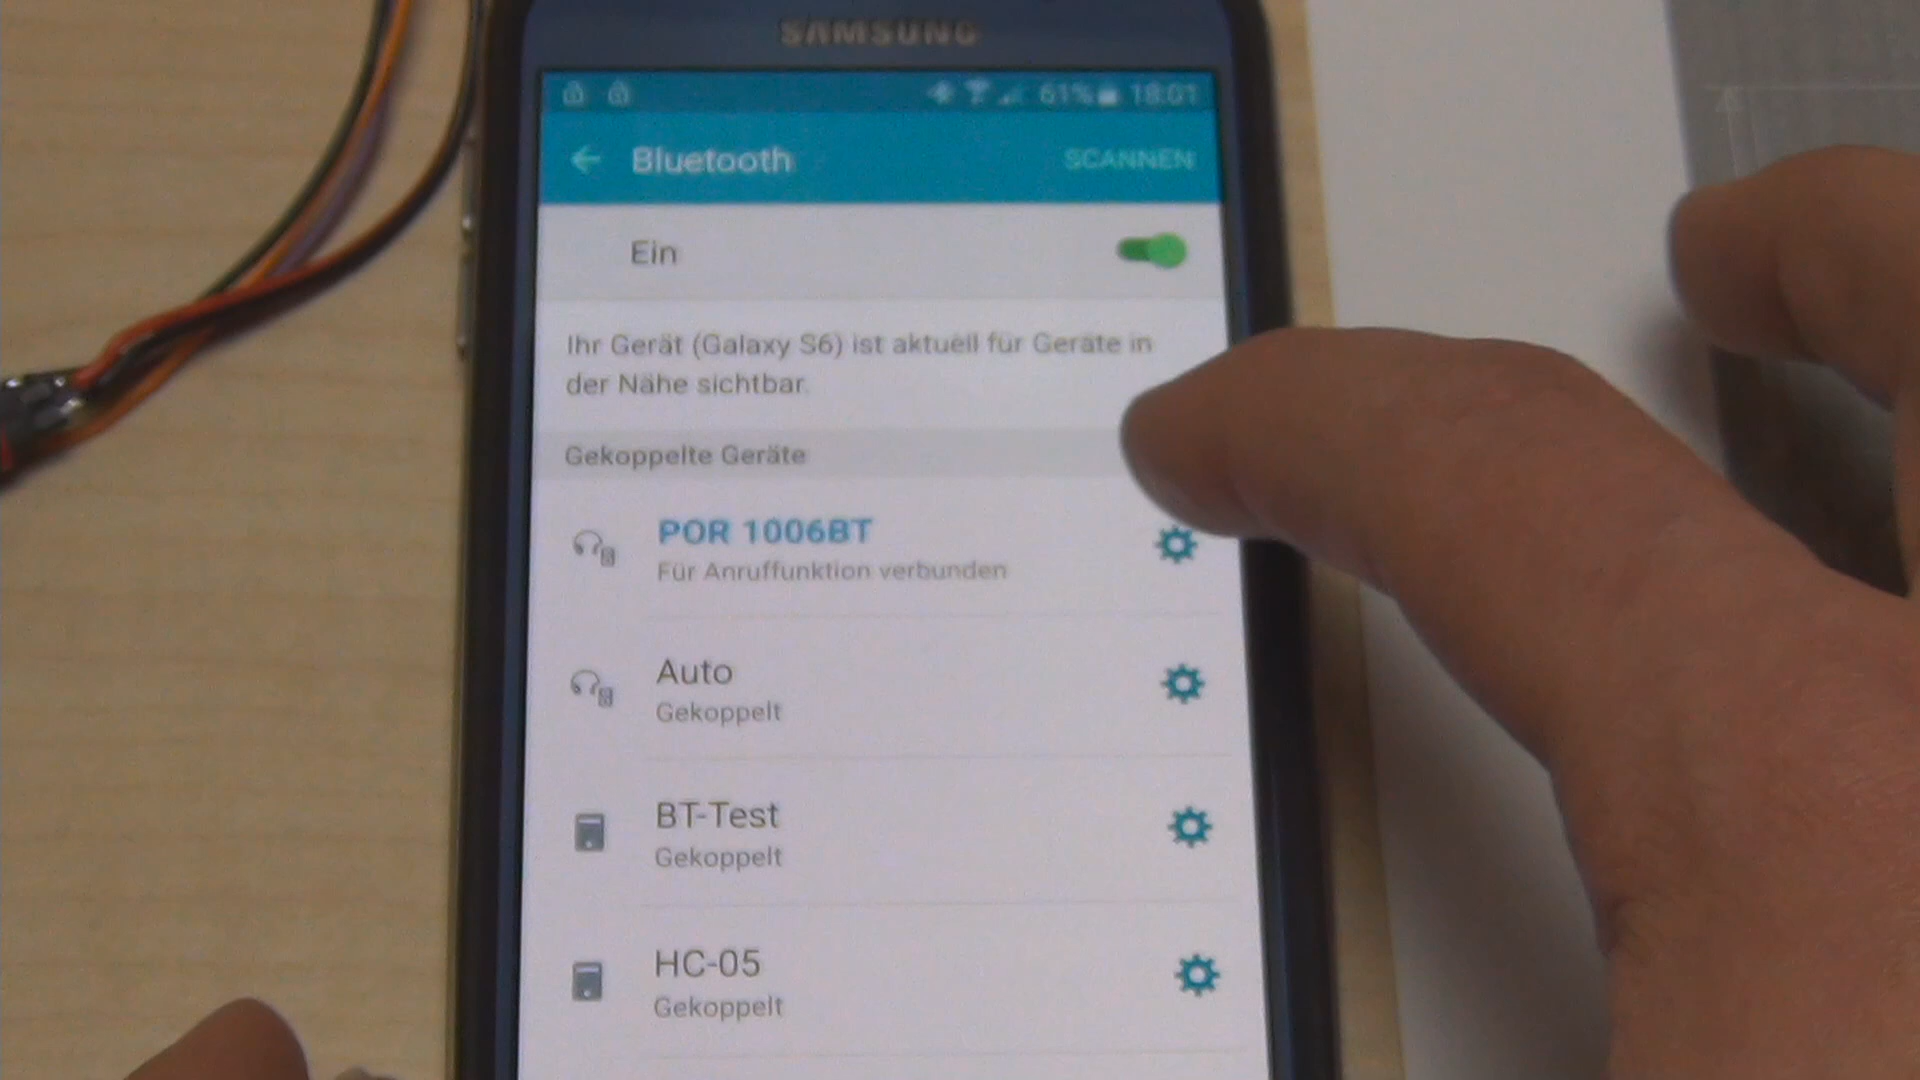 SAMSUNG
61% 18:01
Bluetooth SCANNEN
Ein
Ihr Gerät (Galaxy S6) ist aktuell für Geräte in
der Nähe sichtbar.
Gekoppelte Geräte
POR 1006BT
Für Anruffunktion verbunden
Auto
Gekoppelt
BT-Test
Gekoppelt
HC-05
Gekoppelt